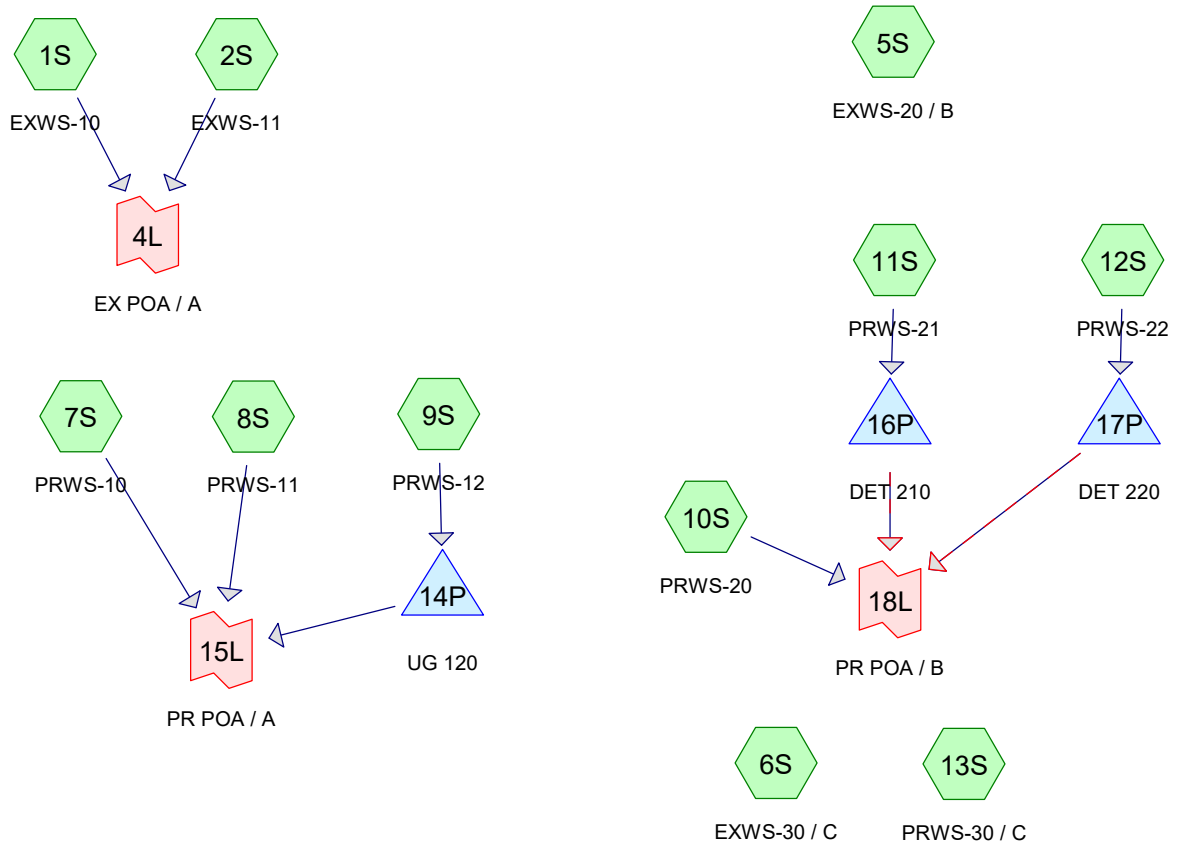 1S
EXWS-10
2S
EXWS-11
4L
EX POA / A
5S
EXWS-20 / B
11S
PRWS-21
12S
PRWS-22
7S
PRWS-10
8S
PRWS-11
9S
PRWS-12
16P
DET 210
17P
DET 220
10S
PRWS-20
14P
UG 120
15L
PR POA / A
18L
PR POA / B
6S
EXWS-30 / C
13S
PRWS-30 / C